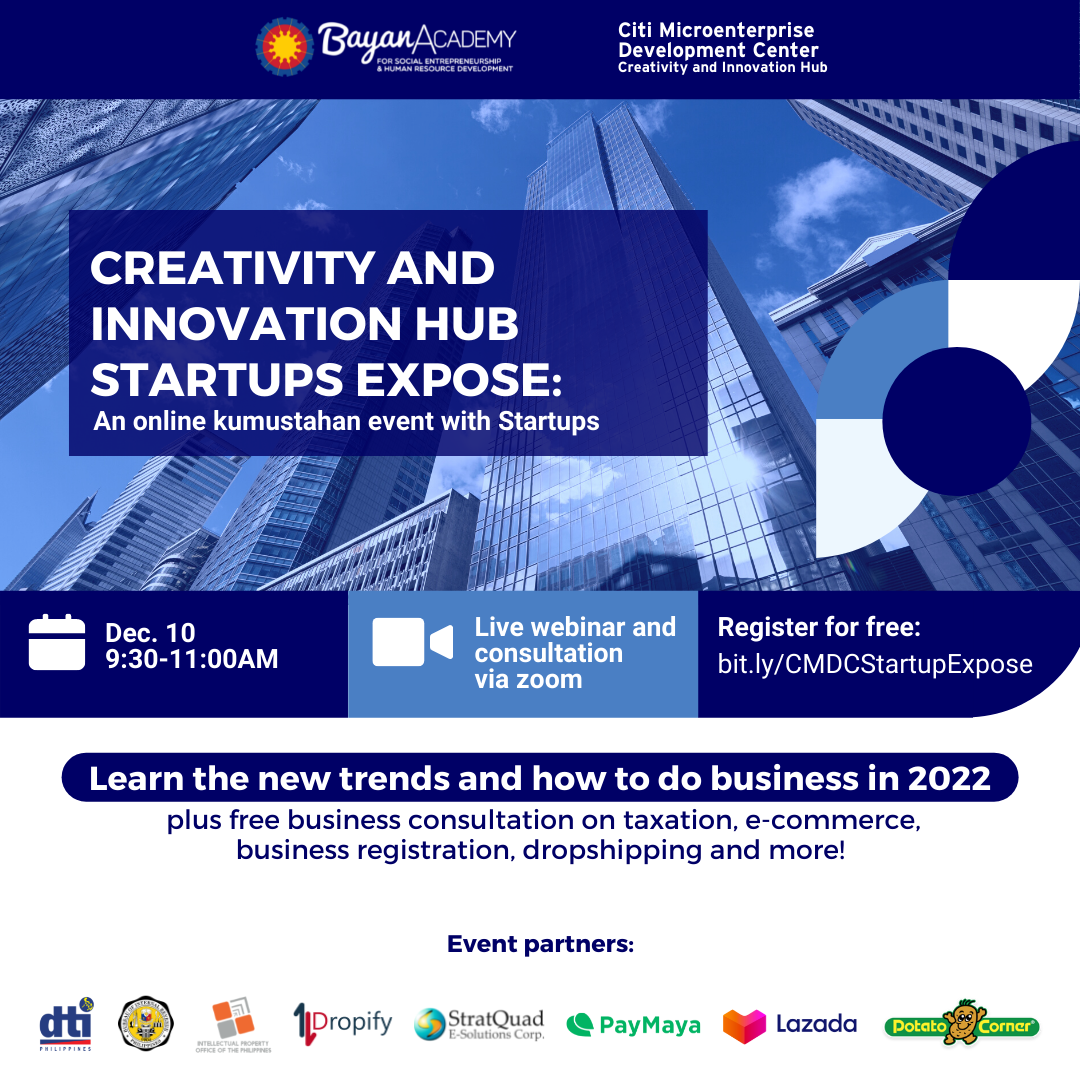 BayanAcademy
FOR SOCIAL ENTREPRENEURSHIP
& HUMAN RESOURCE DEVELOPMENT
Citi Microenterprise
Development Center
Creativity and Innovation Hub
CREATIVITY AND
INNOVATION HUB
STARTUPS EXPOSE:
An online kumustahan event with Startups
Dec. 10
9:30-11:00AM
Live webinar and
consultation
via zoom
Register for free:
bit.ly/CMDCStartupExpose
Learn the new trends and how to do business in 2022
plus free business consultation on taxation, e-commerce,
business registration, dropshipping and more!
Event partners:
dti
PHILIPPINES
INTELLECTUAL PROPERTY
OFFICE OF THE PHILIPPINES
Dropify
StratQuad
E-Solutions Corp.
PayMaya
Lazada
Potato Corner